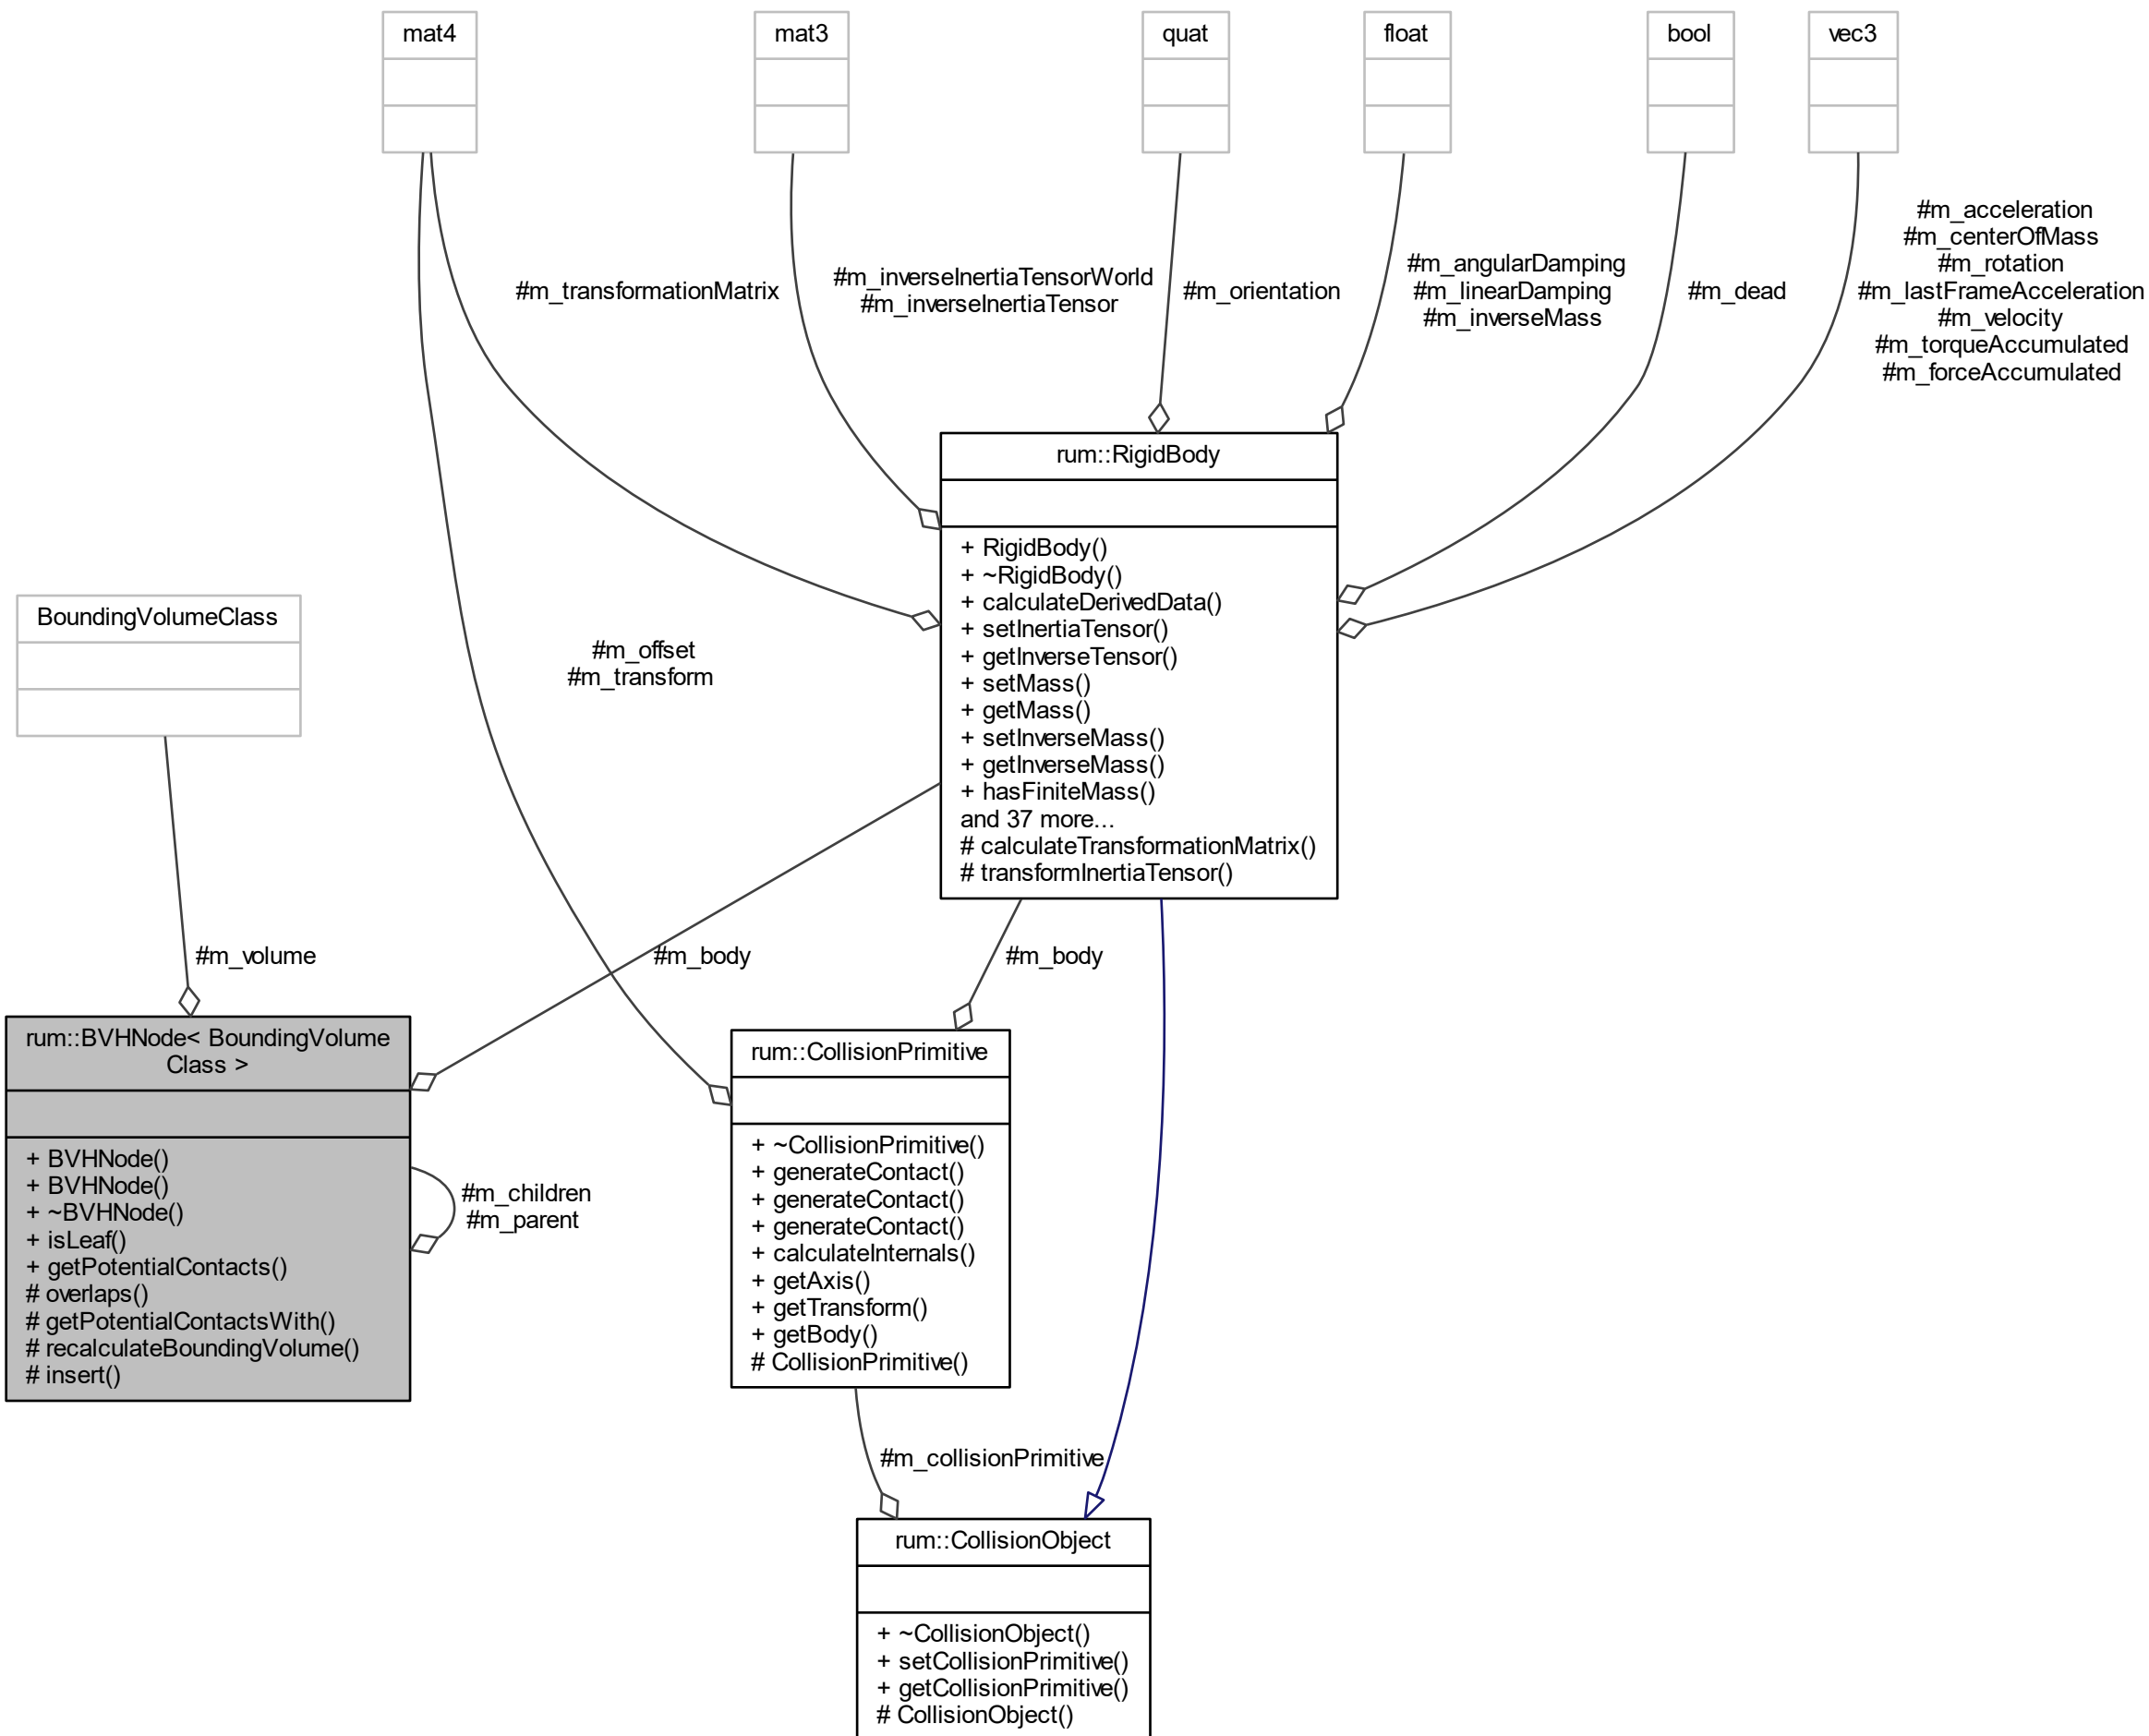 mat4
mat3
quat
float
bool
vec3
#m_transformationMatrix
#m_inverseInertiaTensorWorld
#m_inverseInertiaTensor
#m_orientation
#m_angularDamping
#m_linearDamping
#m_inverseMass
#m_dead
#m_acceleration
#m_centerOfMass
#m_rotation
#m_lastFrameAcceleration
#m_velocity
#m_torqueAccumulated
#m_forceAccumulated
rum::RigidBody
+ RigidBody()
+ ~RigidBody()
+ calculateDerivedData()
+ setInertiaTensor()
+ getInverseTensor()
+ setMass()
+ getMass()
+ setInverseMass()
+ getInverseMass()
+ hasFiniteMass()
and 37 more...
# calculateTransformationMatrix()
# transformInertiaTensor()
BoundingVolumeClass
#m_offset
#m_transform
#m_volume
#m_body
#m_body
rum::BVHNode< BoundingVolume
Class >
+ BVHNode()
+ BVHNode()
+ ~BVHNode()
+ isLeaf()
+ getPotentialContacts()
# overlaps()
# getPotentialContactsWith()
# recalculateBoundingVolume()
# insert()
#m_children
#m_parent
rum::CollisionPrimitive
+ ~CollisionPrimitive()
+ generateContact()
+ generateContact()
+ generateContact()
+ calculateInternals()
+ getAxis()
+ getTransform()
+ getBody()
# CollisionPrimitive()
#m_collisionPrimitive
rum::CollisionObject
+ ~CollisionObject()
+ setCollisionPrimitive()
+ getCollisionPrimitive()
# CollisionObject()